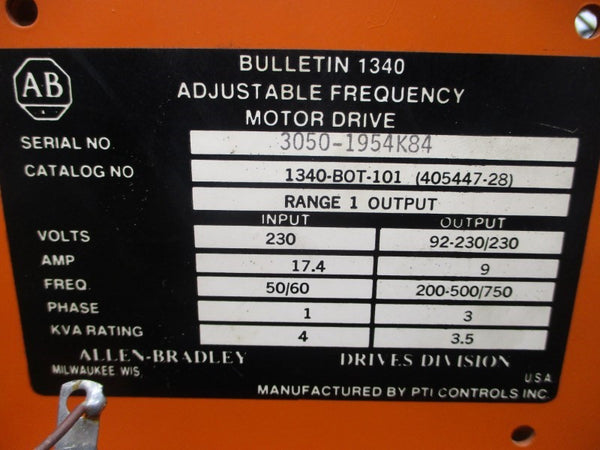 AB
BULLETIN 1340
ADJUSTABLE FREQUENCY
MOTOR DRIVE
SERIAL NO. 3050-1954K84
CATALOG NO 1340-BOT-101 (405447-28)
RANGE 1 OUTPUT
INPUT OUTPUT
VOLTS 230 92-230/230
AMP 17.4 9
FREQ. 50/60 200-500/750
PHASE 1 3
KVA RATING 4 3.5
ALLEN-BRADLEY DRIVES DIVISION
MILWAUKEE WIS. U.S.A.
MANUFACTURED BY PTI CONTROLS INC.